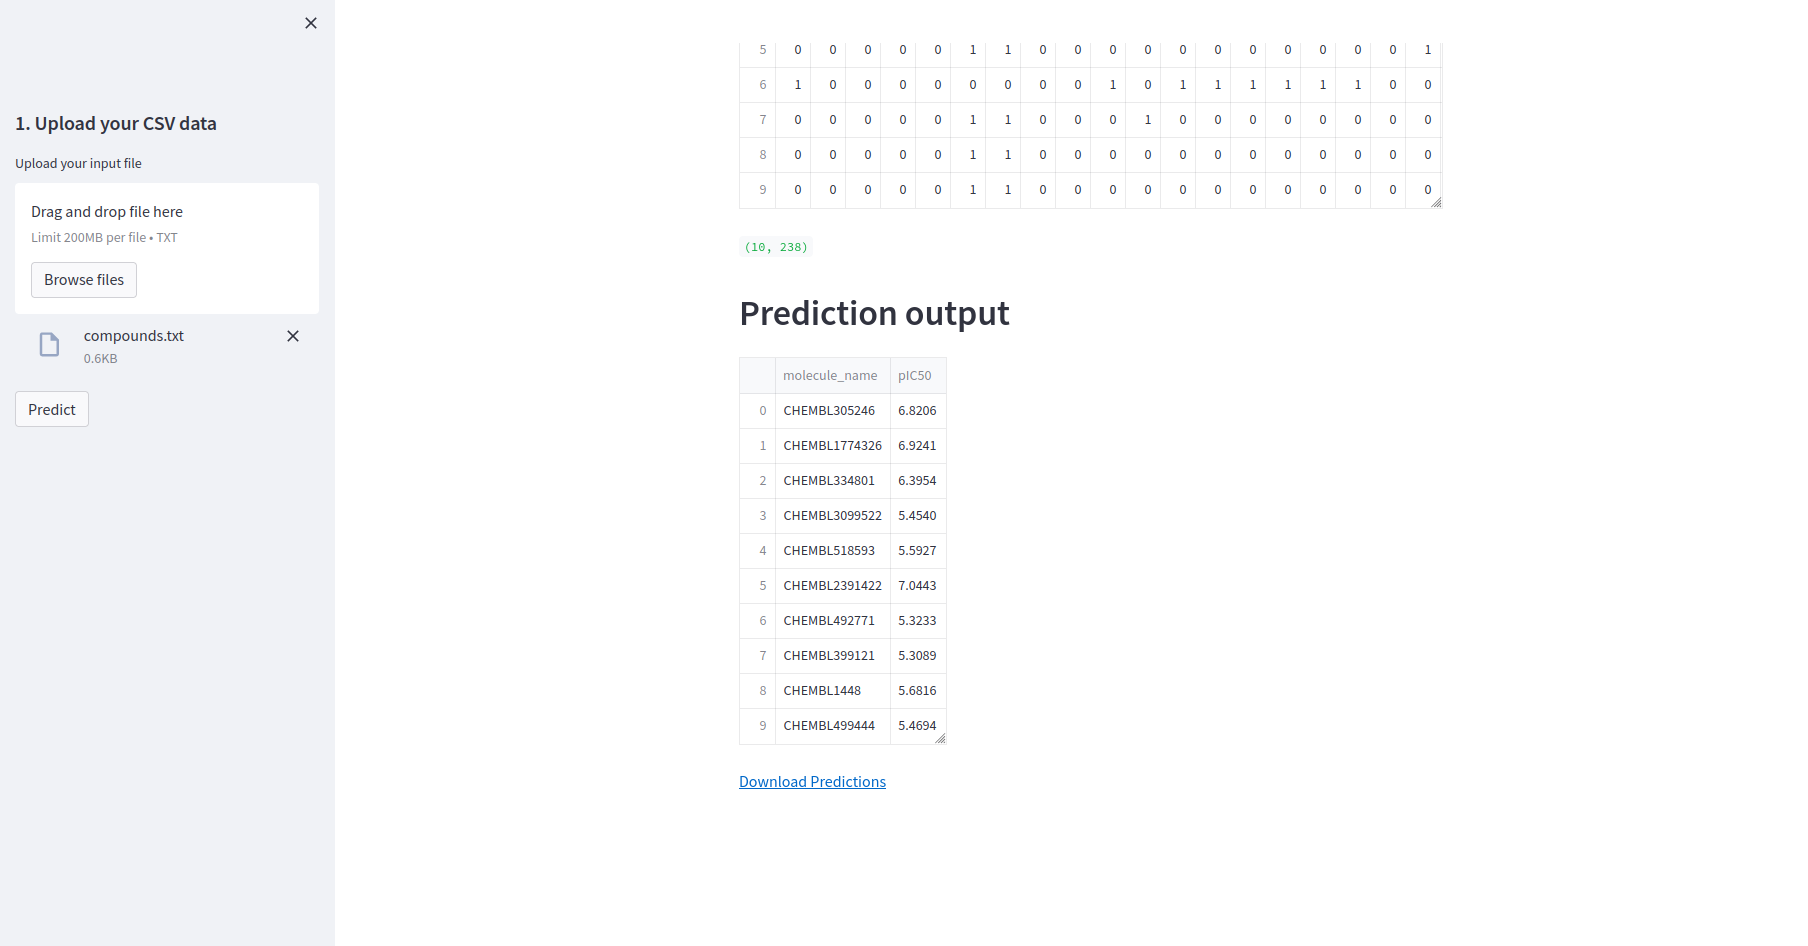 1. Upload your CSV data
Upload your input file
Drag and drop file here
Limit 200MB per file • TXT
Browse files
compounds.txt
0.6KB
Predict
5 0 0 0 0 0 1 1 0 0 0 0 0 0 0 0 0 0 0 1
6 1 0 0 0 0 0 0 0 0 1 0 1 1 1 1 1 1 0 0
7 0 0 0 0 0 1 1 0 0 0 1 0 0 0 0 0 0 0 0
8 0 0 0 0 0 1 1 0 0 0 0 0 0 0 0 0 0 0 0
9 0 0 0 0 0 1 1 0 0 0 0 0 0 0 0 0 0 0 0
(10, 238)
Prediction output
molecule_name pIC50
0 CHEMBL305246 6.8206
1 CHEMBL1774326 6.9241
2 CHEMBL334801 6.3954
3 CHEMBL3099522 5.4540
4 CHEMBL518593 5.5927
5 CHEMBL2391422 7.0443
6 CHEMBL492771 5.3233
7 CHEMBL399121 5.3089
8 CHEMBL1448 5.6816
9 CHEMBL499444 5.4694
Download Predictions